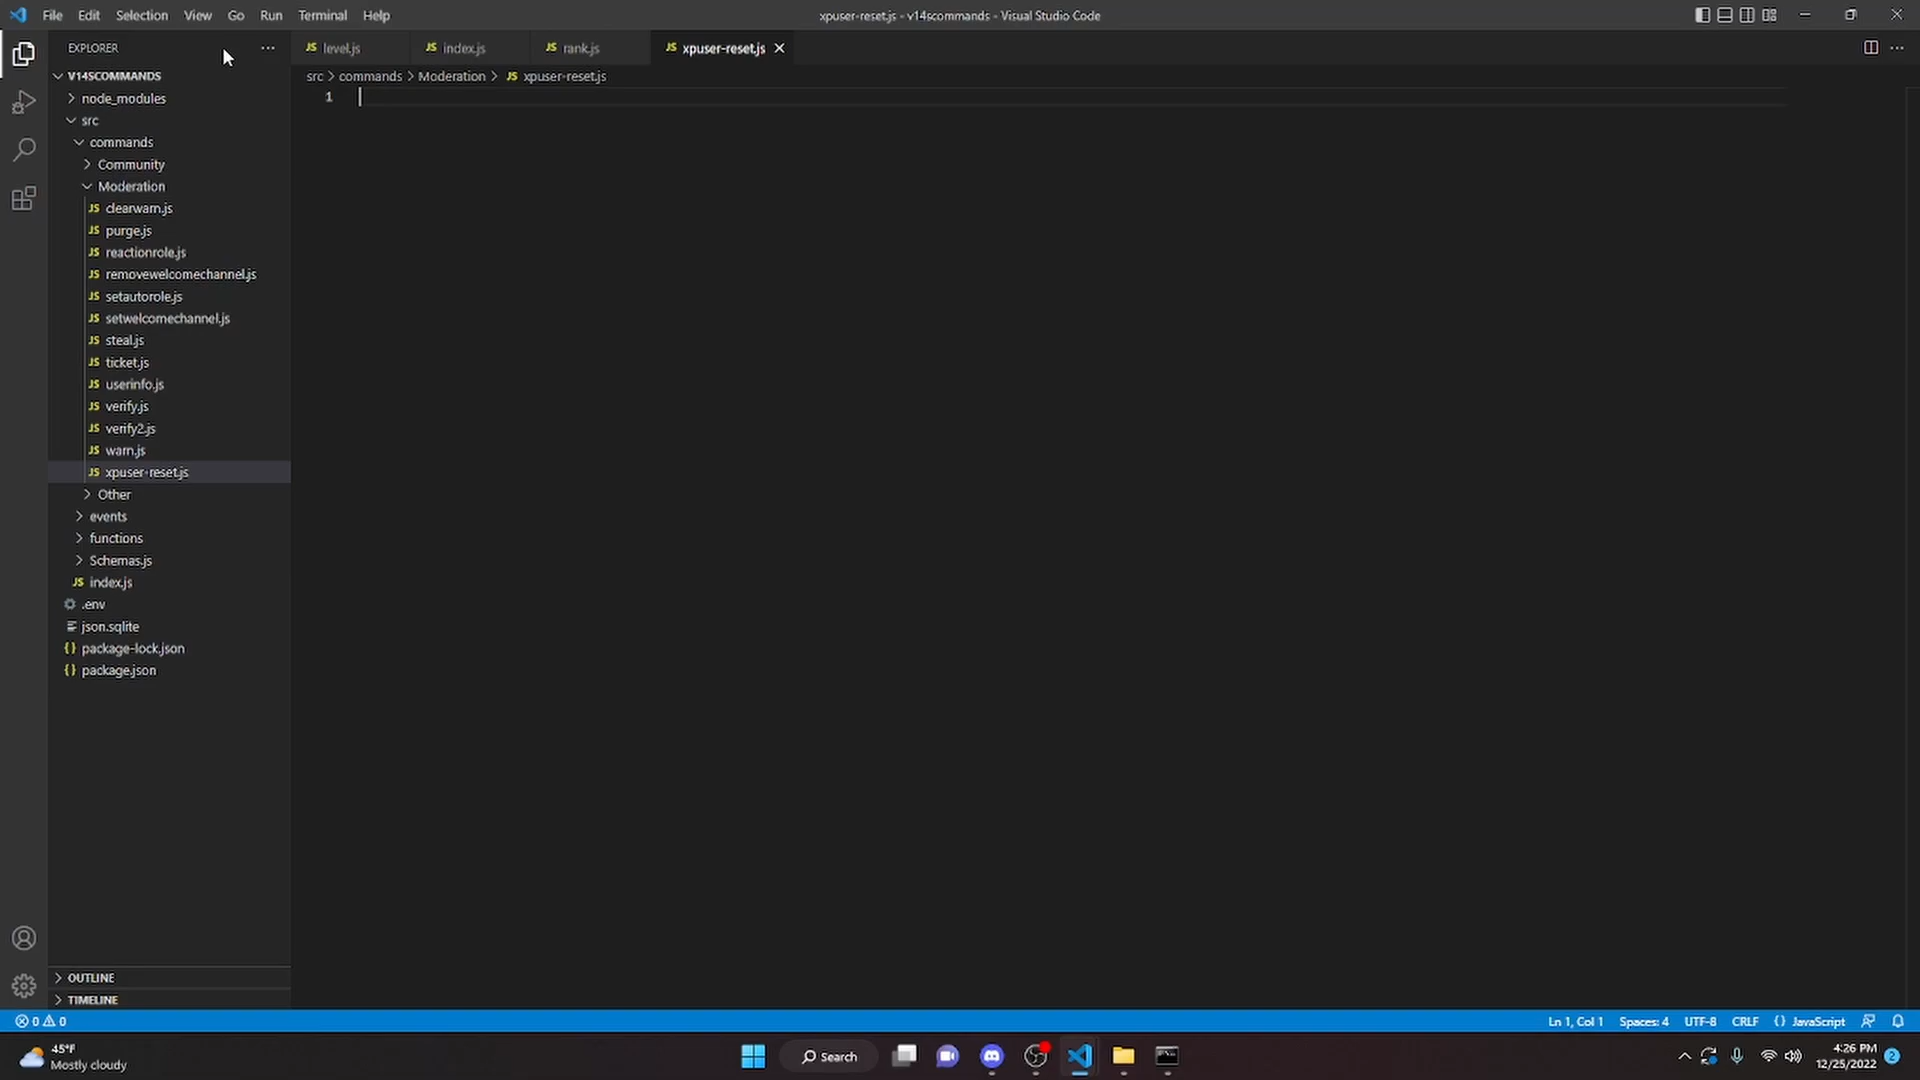 File Edit Selection View Go Run Terminal Help
xpuser-reset.js - v14scommands - Visual Studio Code
EXPLORER
JS level.js
JS index.js
JS rank.js
JS xpuser-reset.js
V14SCOMMANDS
src > commands > Moderation > JS xpuser-reset.js
1
node_modules
src
commands
Community
Moderation
JS clearwarn.js
JS purge.js
JS reactionrole.js
JS removewelcomechannel.js
JS setautorole.js
JS setwelcomechannel.js
JS steal.js
JS ticket.js
JS userinfo.js
JS verify.js
JS verify2.js
JS warn.js
JS xpuser-reset.js
Other
events
functions
Schemas.js
JS index.js
.env
json.sqlite
{} package-lock.json
{} package.json
OUTLINE
TIMELINE
0 0
Ln 1, Col 1 Spaces: 4 UTF-8 CRLF {} JavaScript
45°F
Mostly cloudy
Search
4:26 PM
12/25/2022
2